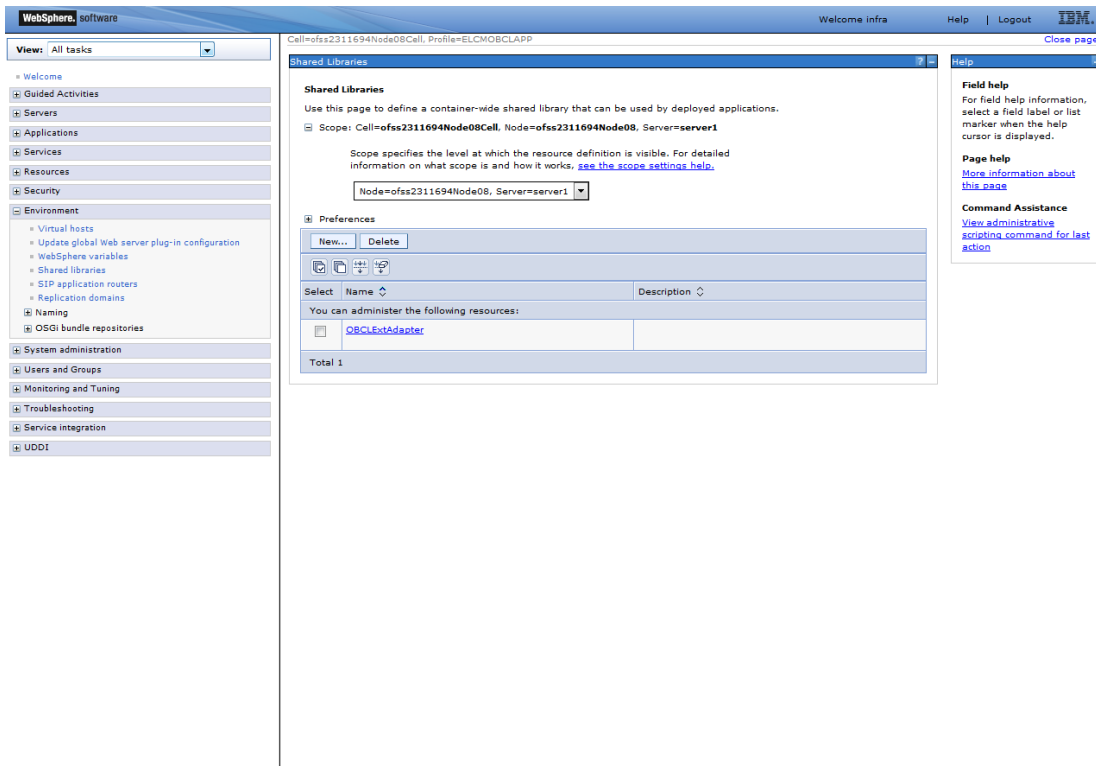 WebSphere. software
Welcome infra
Help | Logout
IBM.
View: All tasks
Cell=ofss2311694Node08Cell, Profile=ELCMOBCLAPP
Close page
Welcome
Guided Activities
Servers
Applications
Services
Resources
Security
Environment
Virtual hosts
Update global Web server plug-in configuration
WebSphere variables
Shared libraries
SIP application routers
Replication domains
Naming
OSGi bundle repositories
System administration
Users and Groups
Monitoring and Tuning
Troubleshooting
Service integration
UDDI
Shared Libraries
? –
Shared Libraries
Use this page to define a container-wide shared library that can be used by deployed applications.
Scope: Cell=ofss2311694Node08Cell, Node=ofss2311694Node08, Server=server1
Scope specifies the level at which the resource definition is visible. For detailed
information on what scope is and how it works, see the scope settings help.
Node=ofss2311694Node08, Server=server1
Preferences
New... Delete
Select Name Description
You can administer the following resources:
OBCLExtAdapter
Total 1
Help
Field help
For field help information,
select a field label or list
marker when the help
cursor is displayed.
Page help
More information about
this page
Command Assistance
View administrative
scripting command for last
action